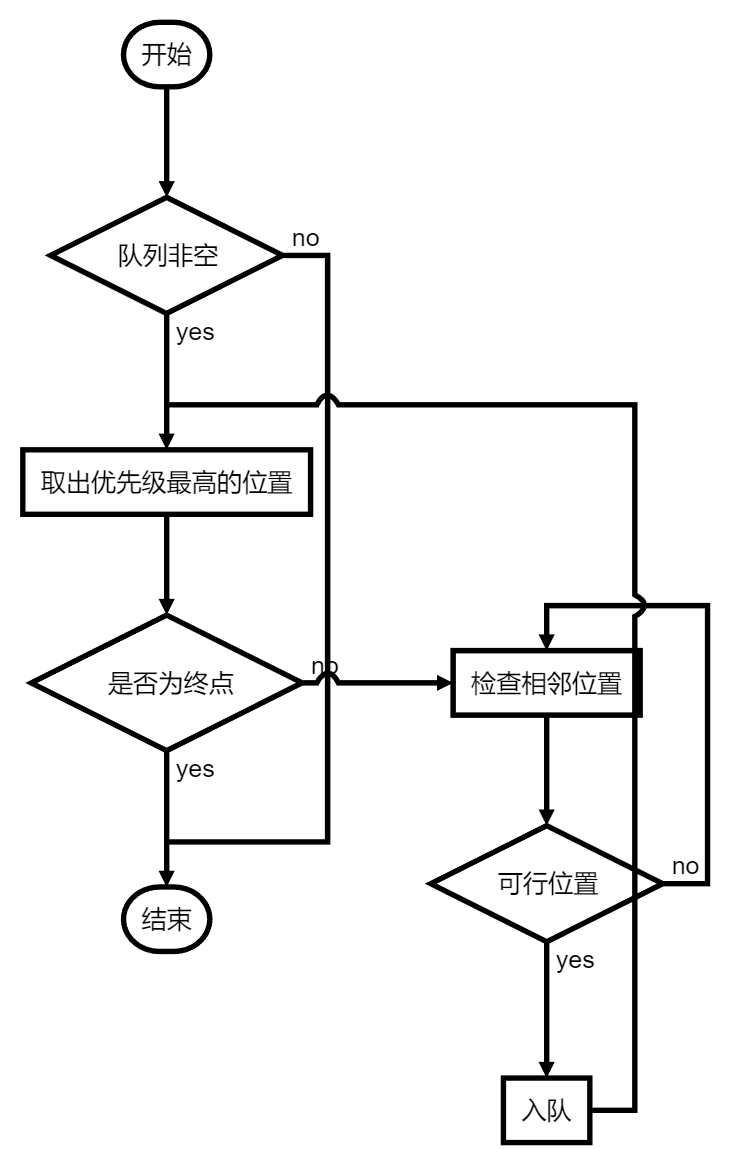 开始
队列非空
no
yes
取出优先级最高的位置
是否为终点
no
yes
检查相邻位置
可行位置
no
yes
结束
入队